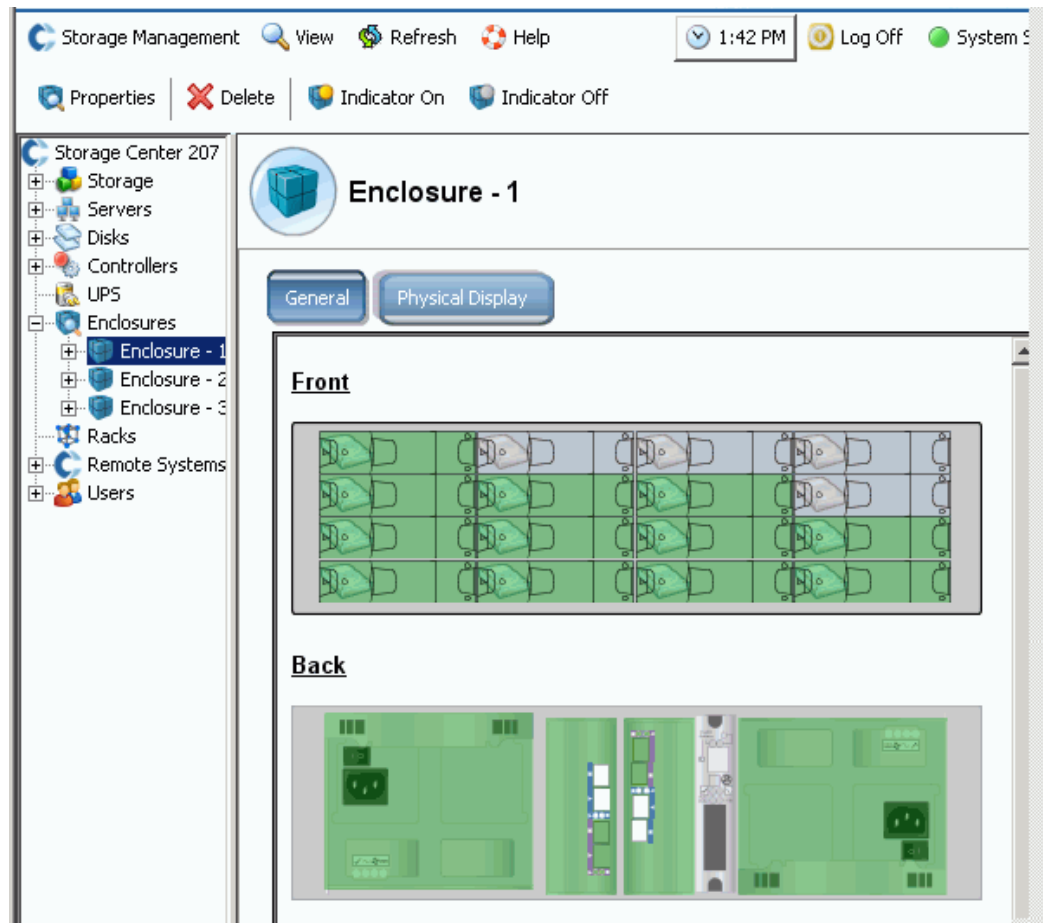 Storage Management View Refresh Help 1:42 PM Log Off System S
Properties Delete Indicator On Indicator Off
Storage Center 207
Storage
Servers
Disks
Controllers
UPS
Enclosures
Enclosure - 1
Enclosure - 2
Enclosure - 3
Racks
Remote Systems
Users
Enclosure - 1
General Physical Display
Front
Back